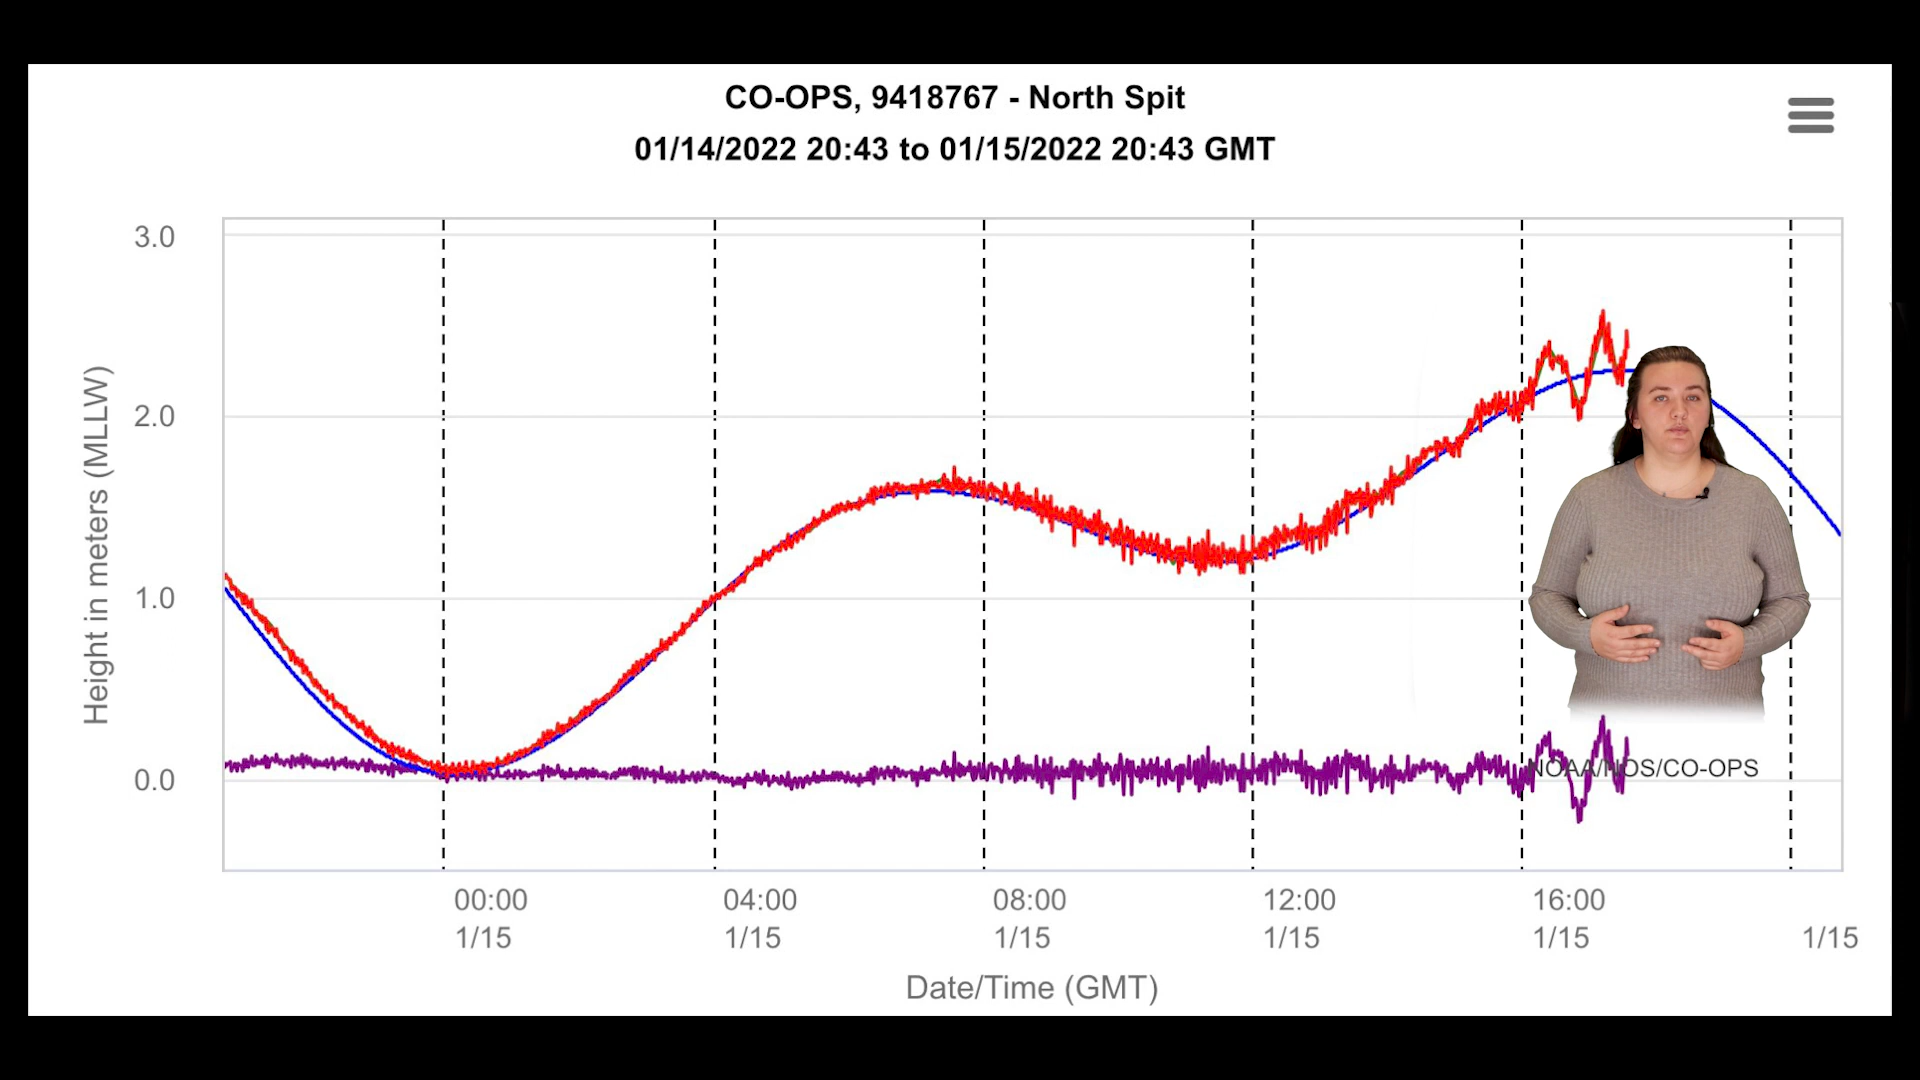 CO-OPS, 9418767 - North Spit
01/14/2022 20:43 to 01/15/2022 20:43 GMT
3.0
2.0
1.0
0.0
Height in meters (MLLW)
NOAA/NOS/CO-OPS
00:00 04:00 08:00 12:00 16:00
1/15 1/15 1/15 1/15 1/15 1/15
Date/Time (GMT)